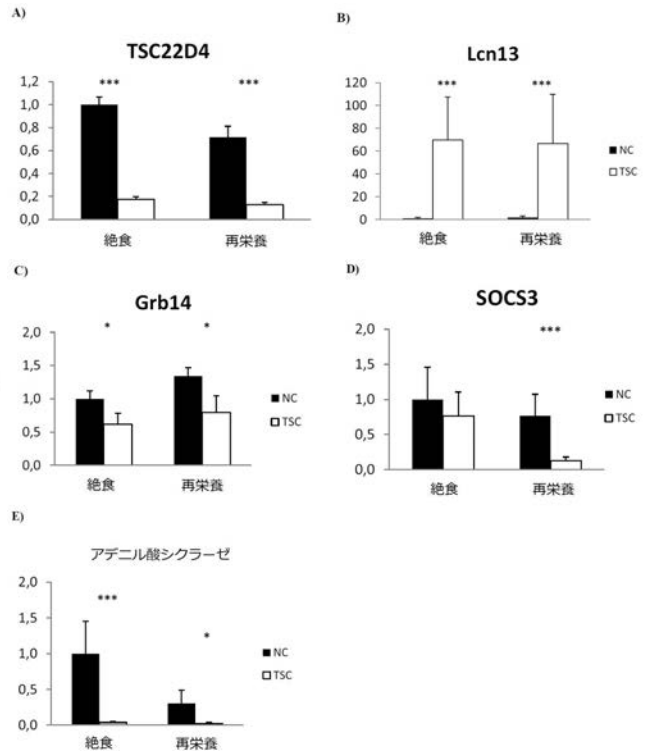 A)
TSC22D4
*** ***
1,2
1,0
0,8
0,6
0,4
0,2
0,0
絶食 再栄養
B)
Lcn13
*** ***
120
100
80
60
40
20
0
絶食 再栄養
NC
TSC
C)
Grb14
* *
2,0
1,5
1,0
0,5
0,0
絶食 再栄養
NC
TSC
D)
SOCS3
***
2,0
1,5
1,0
0,5
0,0
絶食 再栄養
NC
TSC
E)
アデニル酸シクラーゼ
*** *
2,0
1,5
1,0
0,5
0,0
絶食 再栄養
NC
TSC